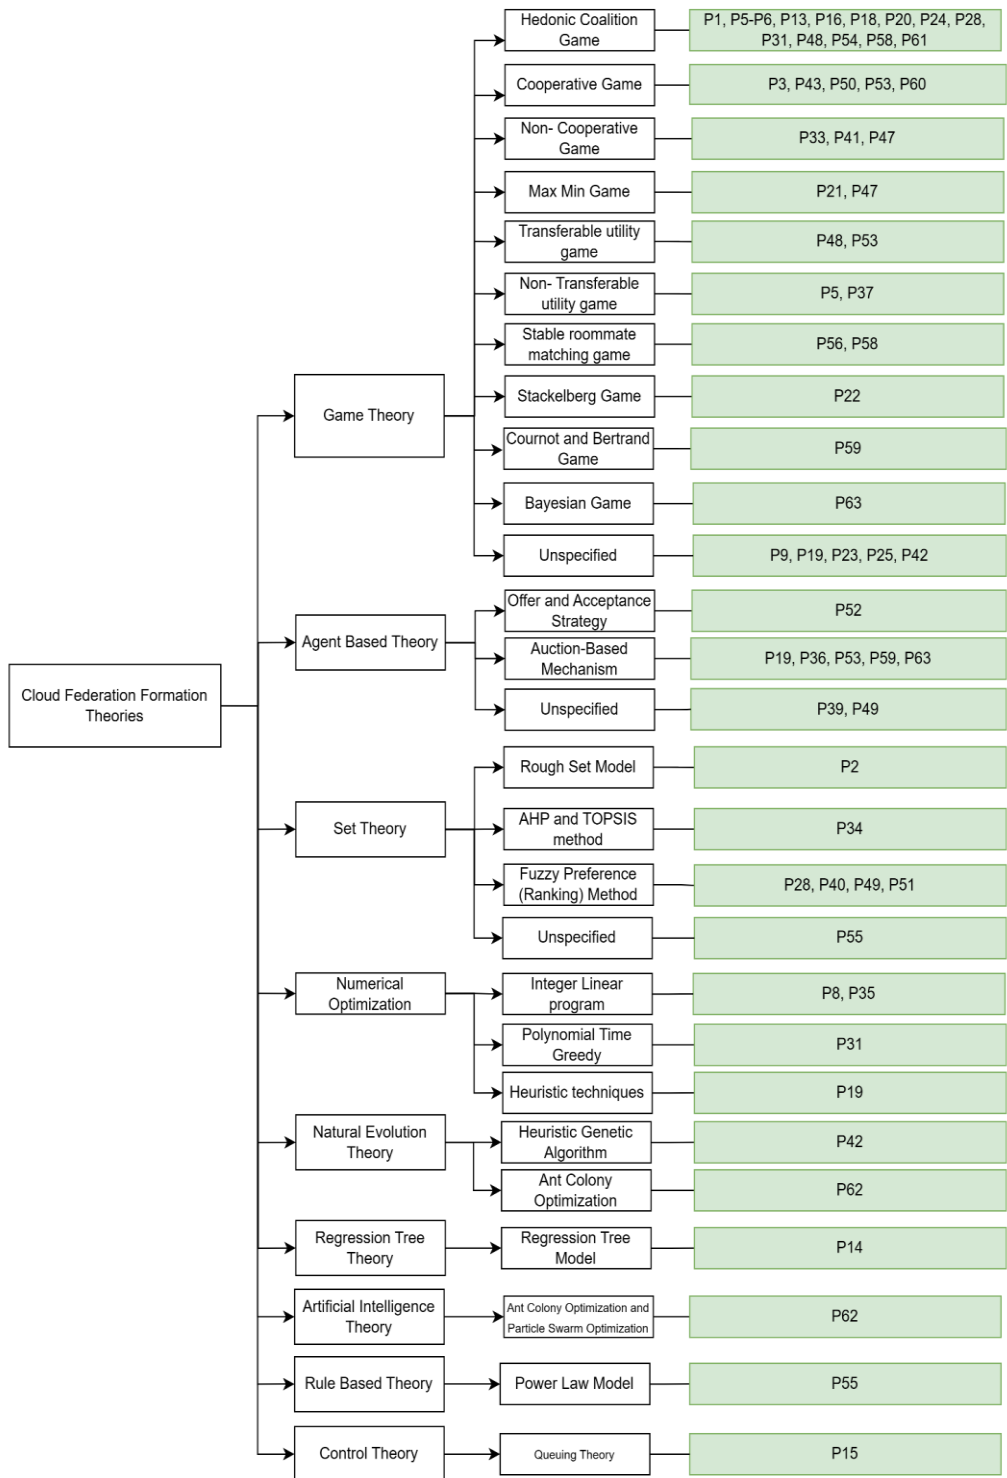 Hedonic Coalition
Game
P1, P5-P6, P13, P16, P18, P20, P24, P28,
P31, P48, P54, P58, P61
Cooperative Game
P3, P43, P50, P53, P60
Non- Cooperative
Game
P33, P41, P47
Max Min Game
P21, P47
Transferable utility
game
P48, P53
Non- Transferable
utility game
P5, P37
Stable roommate
matching game
P56, P58
Game Theory
Stackelberg Game
P22
Cournot and Bertrand
Game
P59
Bayesian Game
P63
Unspecified
P9, P19, P23, P25, P42
Agent Based Theory
Offer and Acceptance
Strategy
P52
Auction-Based
Mechanism
P19, P36, P53, P59, P63
Unspecified
P39, P49
Cloud Federation Formation
Theories
Set Theory
Rough Set Model
P2
AHP and TOPSIS
method
P34
Fuzzy Preference
(Ranking) Method
P28, P40, P49, P51
Unspecified
P55
Numerical
Optimization
Integer Linear
program
P8, P35
Polynomial Time
Greedy
P31
Heuristic techniques
P19
Natural Evolution
Theory
Heuristic Genetic
Algorithm
P42
Ant Colony
Optimization
P62
Regression Tree
Theory
Regression Tree
Model
P14
Artificial Intelligence
Theory
Ant Colony Optimization and
Particle Swarm Optimization
P62
Rule Based Theory
Power Law Model
P55
Control Theory
Queuing Theory
P15